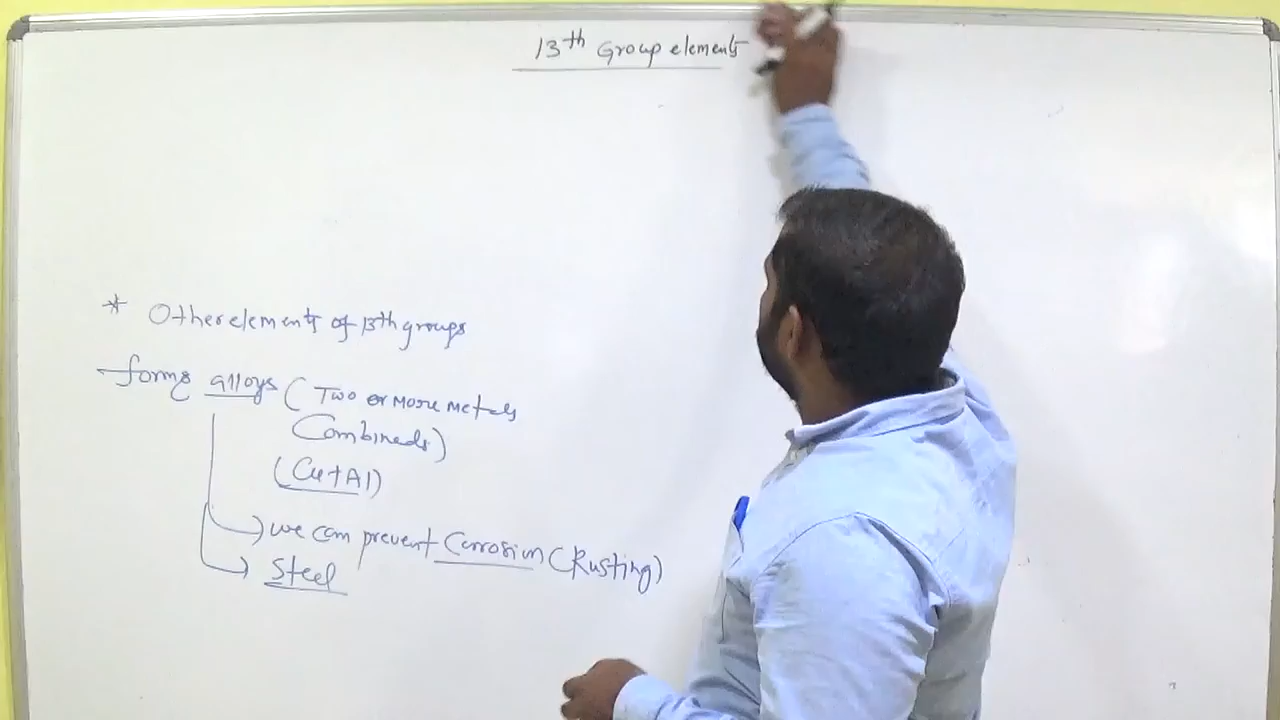 13th Group elements
* Other elements of 13th groups
forms alloys (Two or more metals
Combineds)
(Cu+Al)
→ we can prevent Corrosion (Rusting)
→ Steel